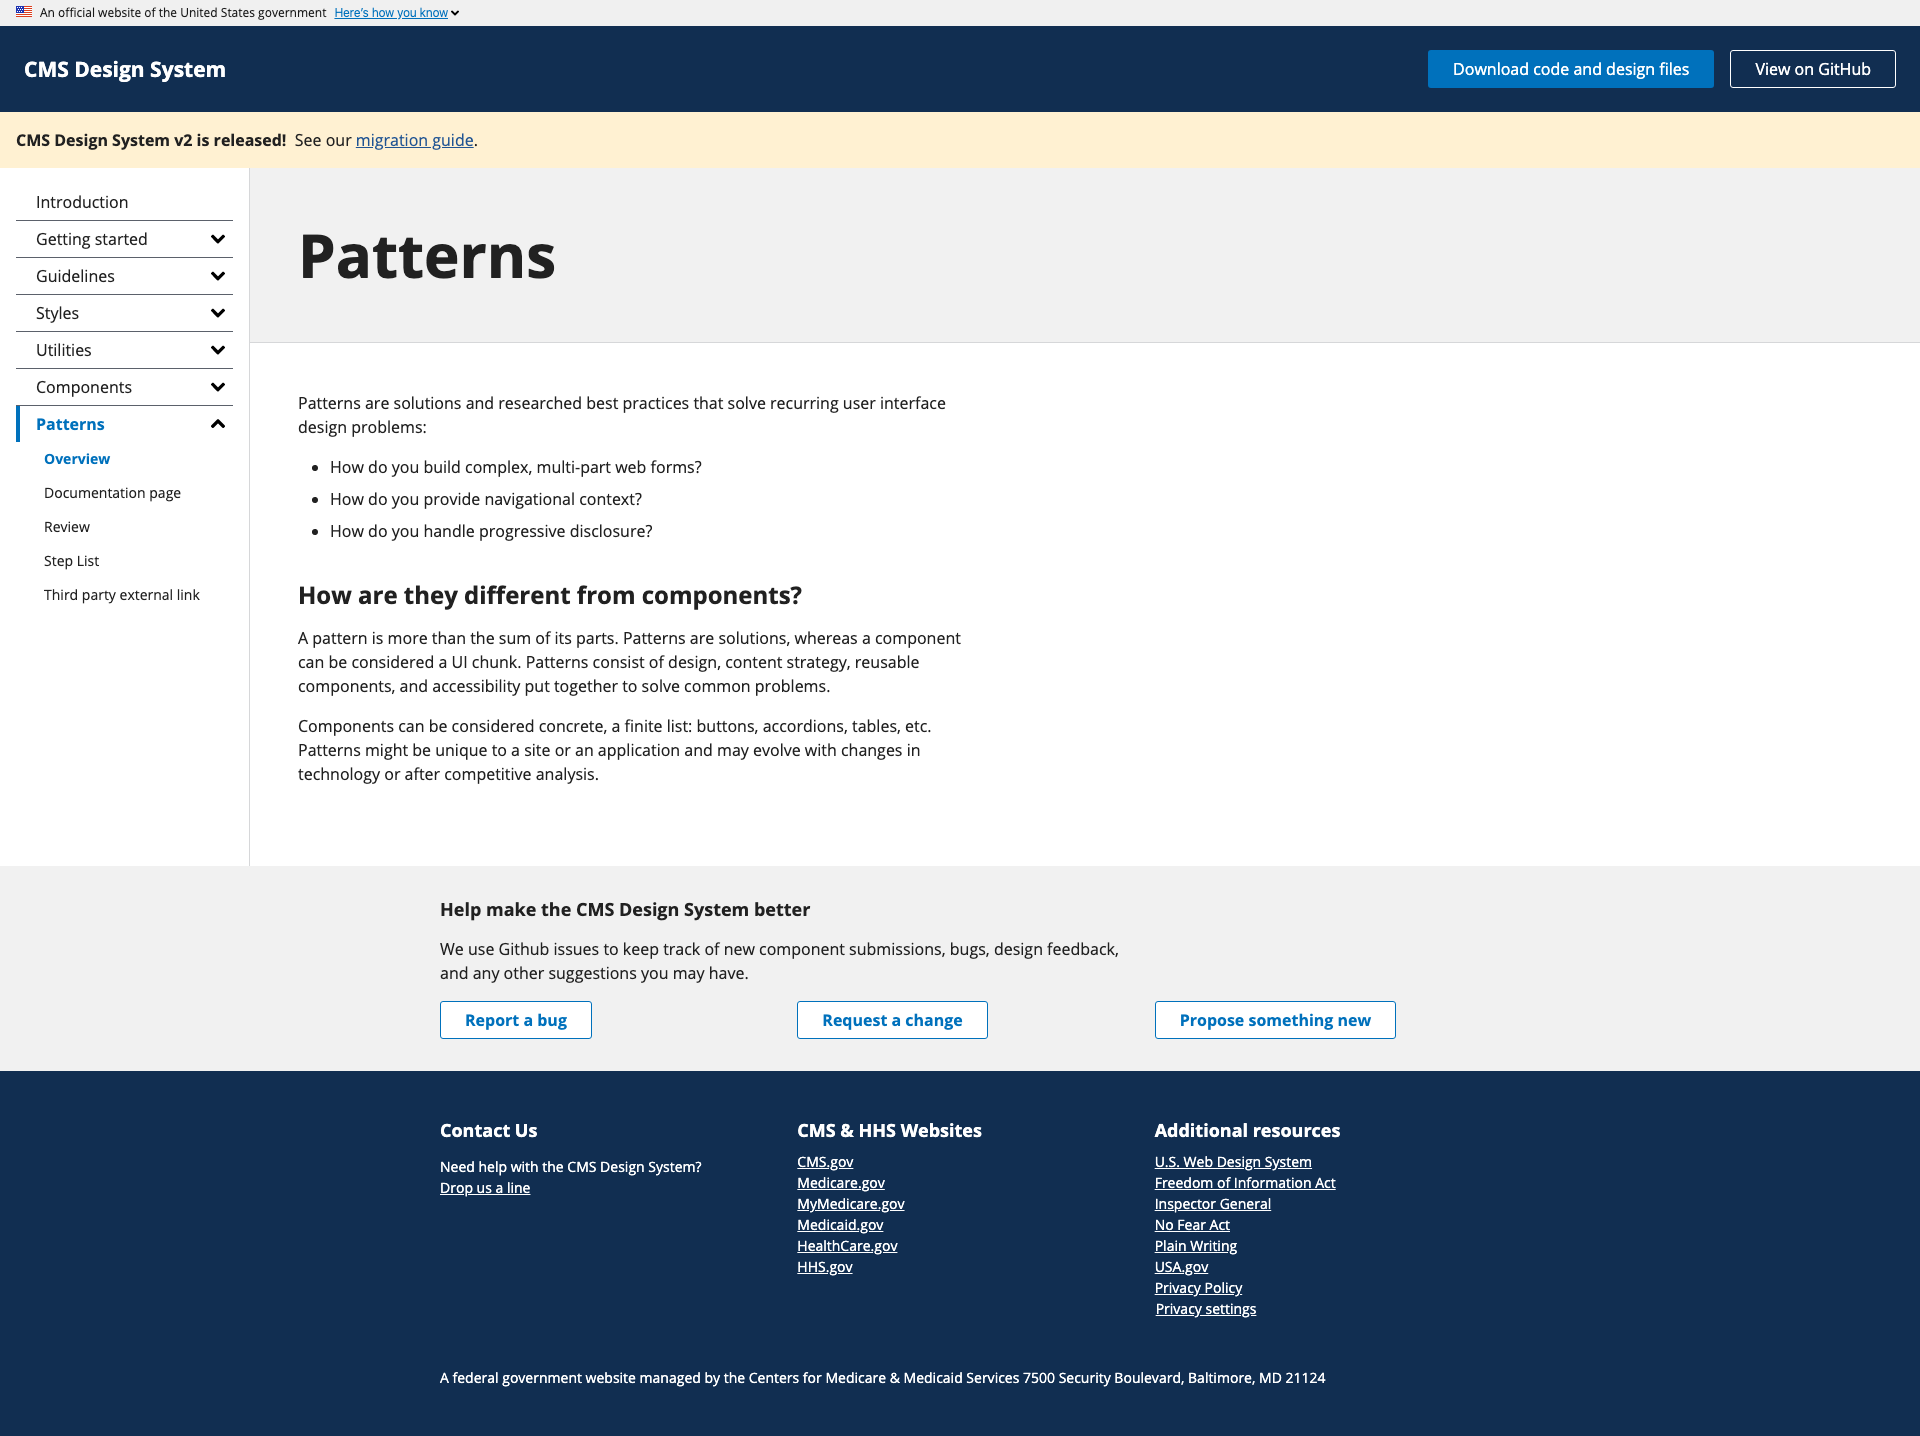 An official website of the United States government Here's how you know
CMS Design System
Download code and design files
View on GitHub
CMS Design System v2 is released! See our migration guide.
Introduction
Getting started
Guidelines
Styles
Utilities
Components
Patterns
Overview
Documentation page
Review
Step List
Third party external link
Patterns
Patterns are solutions and researched best practices that solve recurring user interface
design problems:
How do you build complex, multi-part web forms?
How do you provide navigational context?
How do you handle progressive disclosure?
How are they different from components?
A pattern is more than the sum of its parts. Patterns are solutions, whereas a component
can be considered a UI chunk. Patterns consist of design, content strategy, reusable
components, and accessibility put together to solve common problems.
Components can be considered concrete, a finite list: buttons, accordions, tables, etc.
Patterns might be unique to a site or an application and may evolve with changes in
technology or after competitive analysis.
Help make the CMS Design System better
We use Github issues to keep track of new component submissions, bugs, design feedback,
and any other suggestions you may have.
Report a bug
Request a change
Propose something new
Contact Us
Need help with the CMS Design System?
Drop us a line
CMS & HHS Websites
CMS.gov
Medicare.gov
MyMedicare.gov
Medicaid.gov
HealthCare.gov
HHS.gov
Additional resources
U.S. Web Design System
Freedom of Information Act
Inspector General
No Fear Act
Plain Writing
USA.gov
Privacy Policy
Privacy settings
A federal government website managed by the Centers for Medicare & Medicaid Services 7500 Security Boulevard, Baltimore, MD 21124